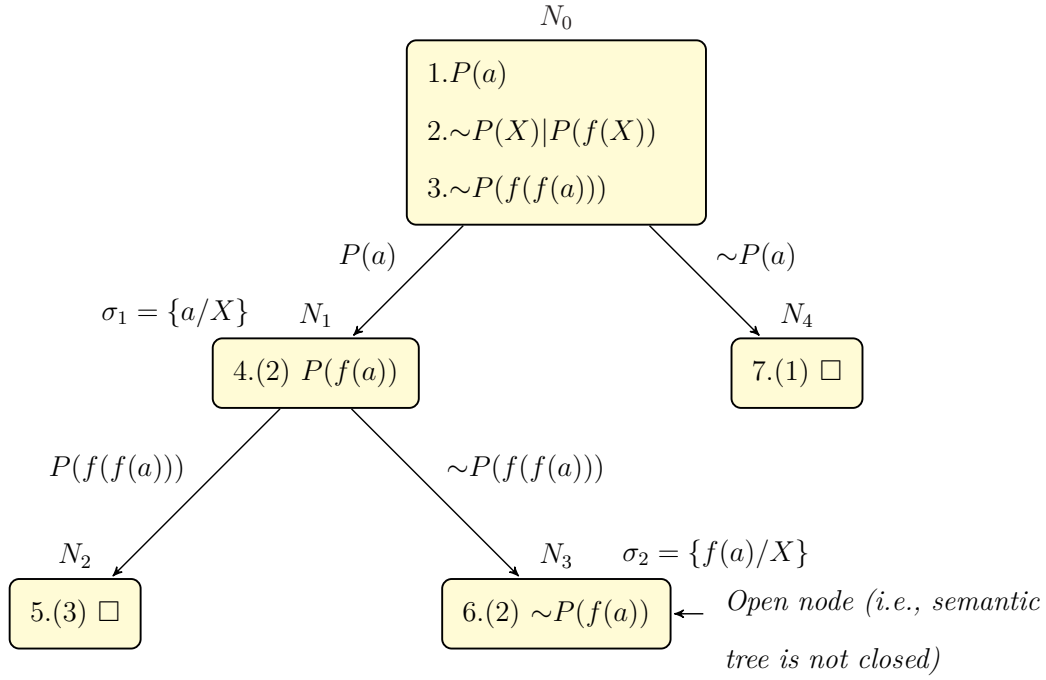 N₀
1.P(a)
2.∼P(X)|P(f(X))
3.∼P(f(f(a)))
P(a)
∼P(a)
σ₁ = {a/X}
N₁
N₄
4.(2) P(f(a))
7.(1) □
P(f(f(a)))
∼P(f(f(a)))
N₂
N₃
σ₂ = {f(a)/X}
5.(3) □
6.(2) ∼P(f(a))
Open node (i.e., semantic
tree is not closed)